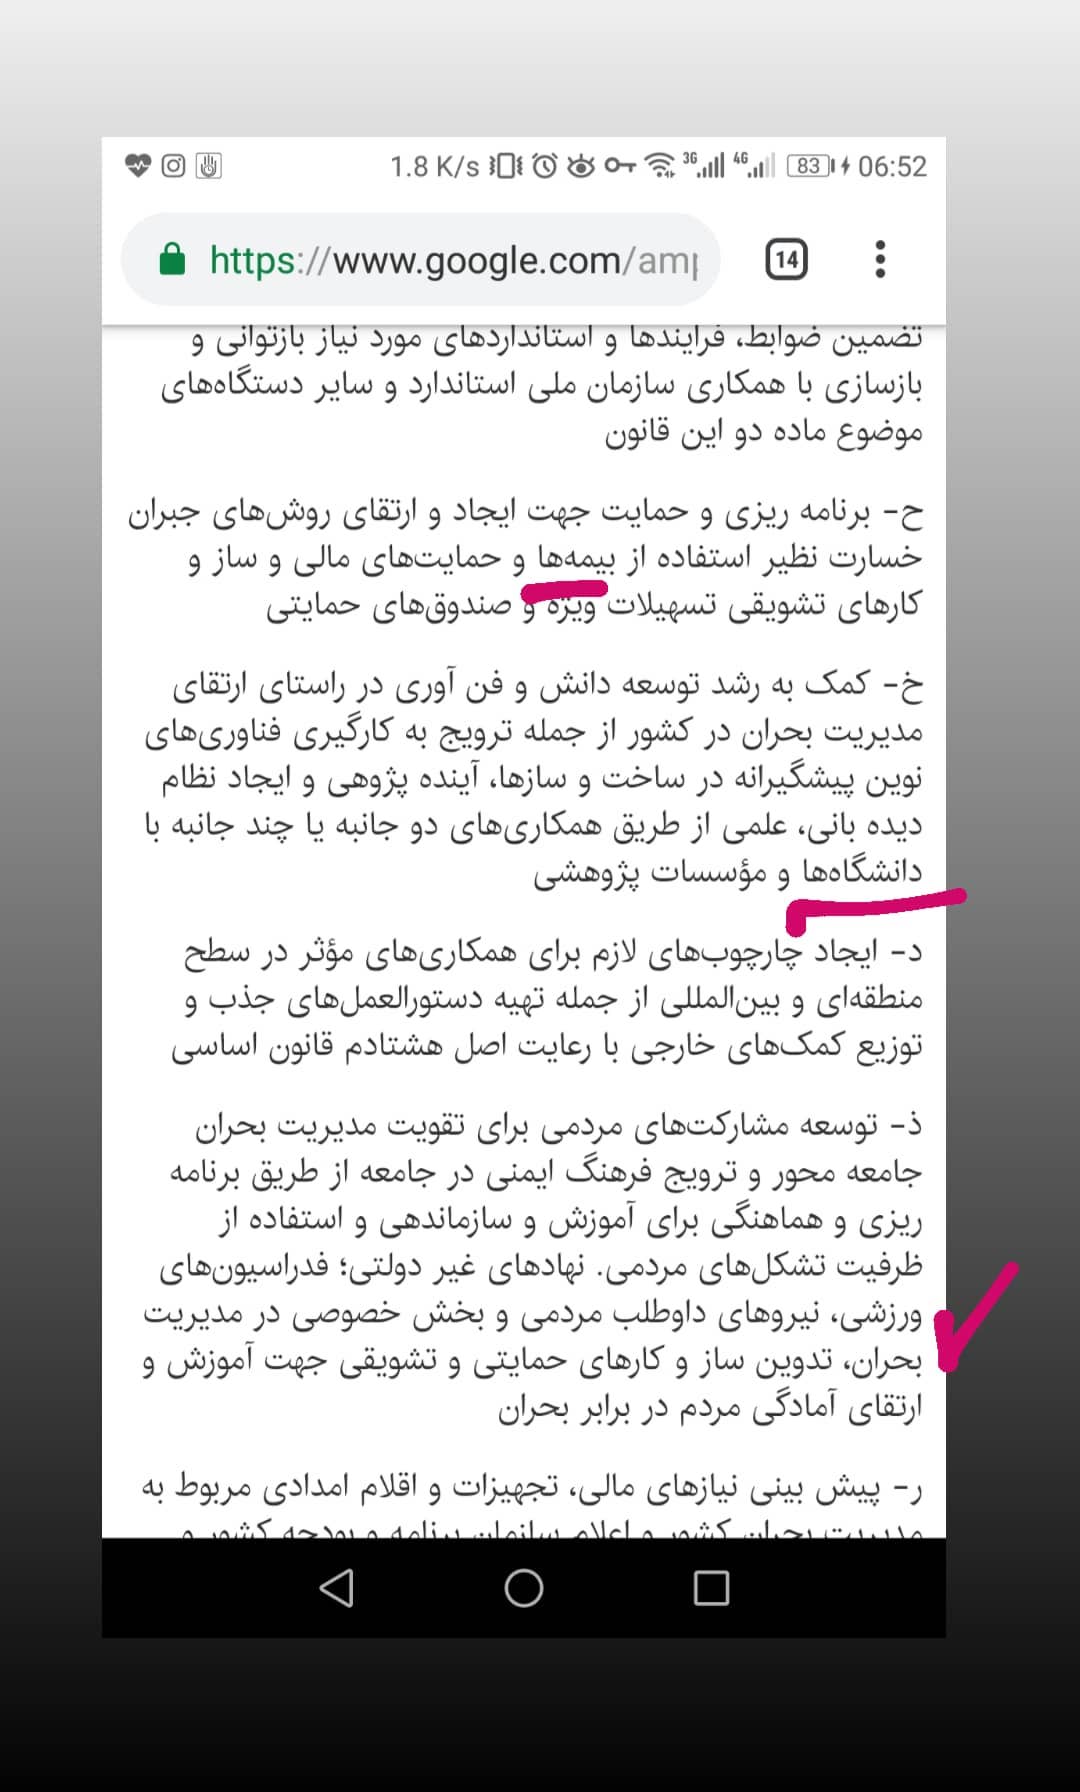 1.8 K/s 3G 4G 83 06:52
https://www.google.com/amp
14
تضمین ضوابط، فرایندها و استانداردهای مورد نیاز بازتوانی و
بازسازی با همکاری سازمان ملی استاندارد و سایر دستگاه‌های
موضوع ماده دو این قانون
ح- برنامه ریزی و حمایت جهت ایجاد و ارتقای روش‌های جبران
خسارت نظیر استفاده از بیمه‌ها و حمایت‌های مالی و ساز و
کارهای تشویقی تسهیلات ویژه و صندوق‌های حمایتی
خ- کمک به رشد توسعه دانش و فن آوری در راستای ارتقای
مدیریت بحران در کشور از جمله ترویج به کارگیری فناوری‌های
نوین پیشگیرانه در ساخت و سازها، آینده پژوهی و ایجاد نظام
دیده بانی، علمی از طریق همکاری‌های دو جانبه یا چند جانبه با
دانشگاه‌ها و مؤسسات پژوهشی
د- ایجاد چارچوب‌های لازم برای همکاری‌های مؤثر در سطح
منطقه‌ای و بین‌المللی از جمله تهیه دستورالعمل‌های جذب و
توزیع کمک‌های خارجی با رعایت اصل هشتادم قانون اساسی
ذ- توسعه مشارکت‌های مردمی برای تقویت مدیریت بحران
جامعه محور و ترویج فرهنگ ایمنی در جامعه از طریق برنامه
ریزی و هماهنگی برای آموزش و سازماندهی و استفاده از
ظرفیت تشکل‌های مردمی. نهادهای غیر دولتی؛ فدراسیون‌های
ورزشی، نیروهای داوطلب مردمی و بخش خصوصی در مدیریت
بحران، تدوین ساز و کارهای حمایتی و تشویقی جهت آموزش و
ارتقای آمادگی مردم در برابر بحران
ر- پیش بینی نیازهای مالی، تجهیزات و اقلام امدادی مربوط به
مدیریت بحران کشور و اعلام سازمان برنامه و بودجه کشور و